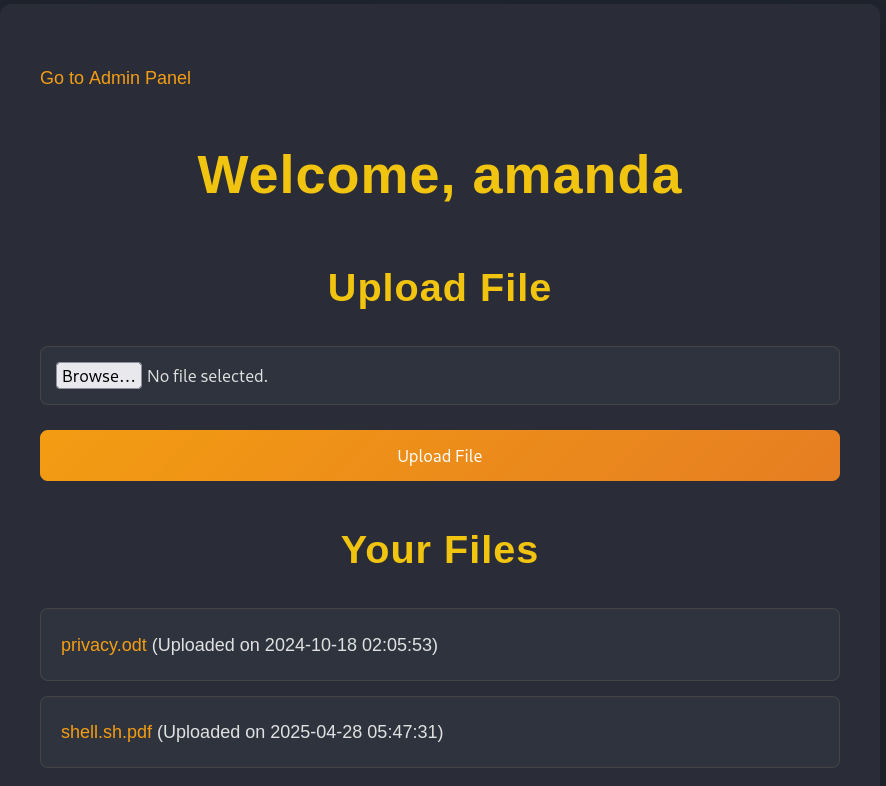 Go to Admin Panel
Welcome, amanda
Upload File
Browse... No file selected.
Upload File
Your Files
privacy.odt (Uploaded on 2024-10-18 02:05:53)
shell.sh.pdf (Uploaded on 2025-04-28 05:47:31)